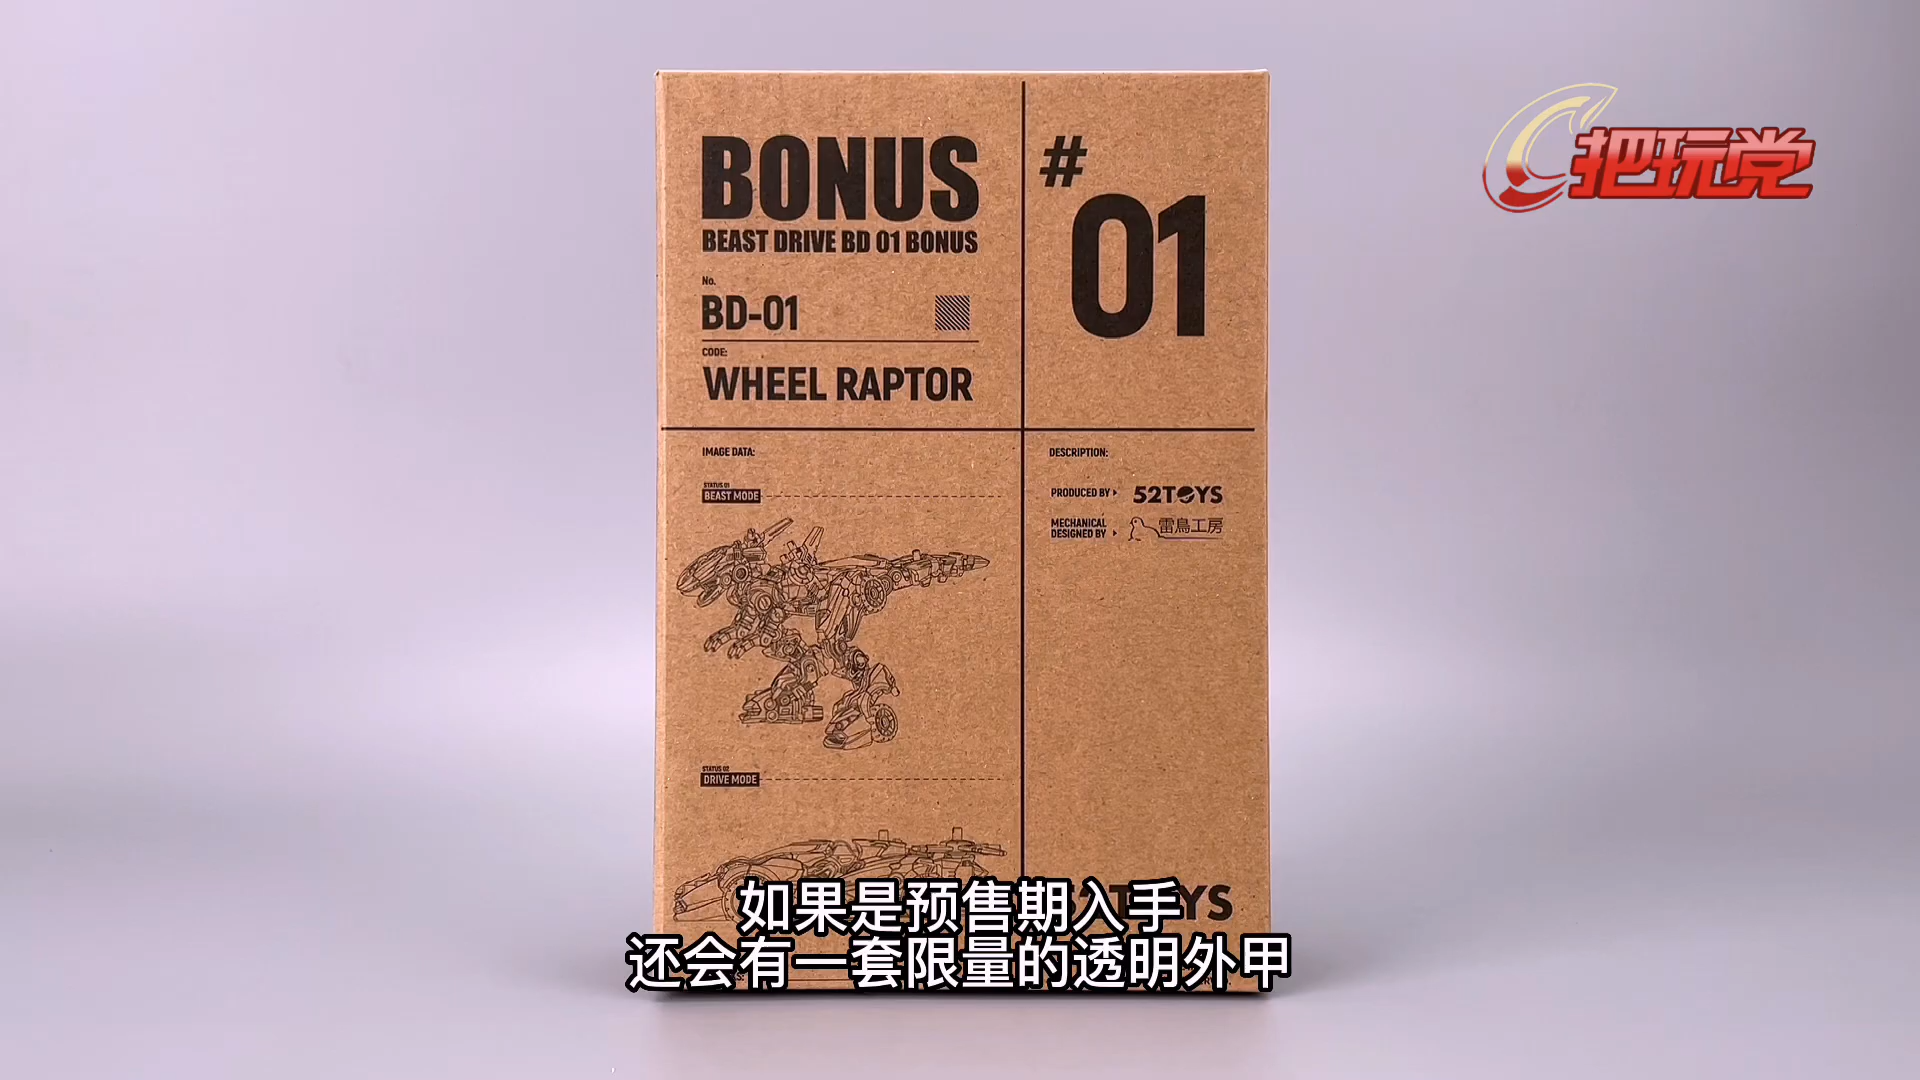 BONUS
BEAST DRIVE BD 01 BONUS
No.
BD-01
CODE:
WHEEL RAPTOR
#
01
把玩党
IMAGE DATA:
STATUS 01
BEAST MODE
DESCRIPTION:
PRODUCED BY
52TOYS
MECHANICAL
DESIGNED BY
雷鳥工房
STATUS 02
DRIVE MODE
52TOYS
如果是预售期入手
还会有一套限量的透明外甲